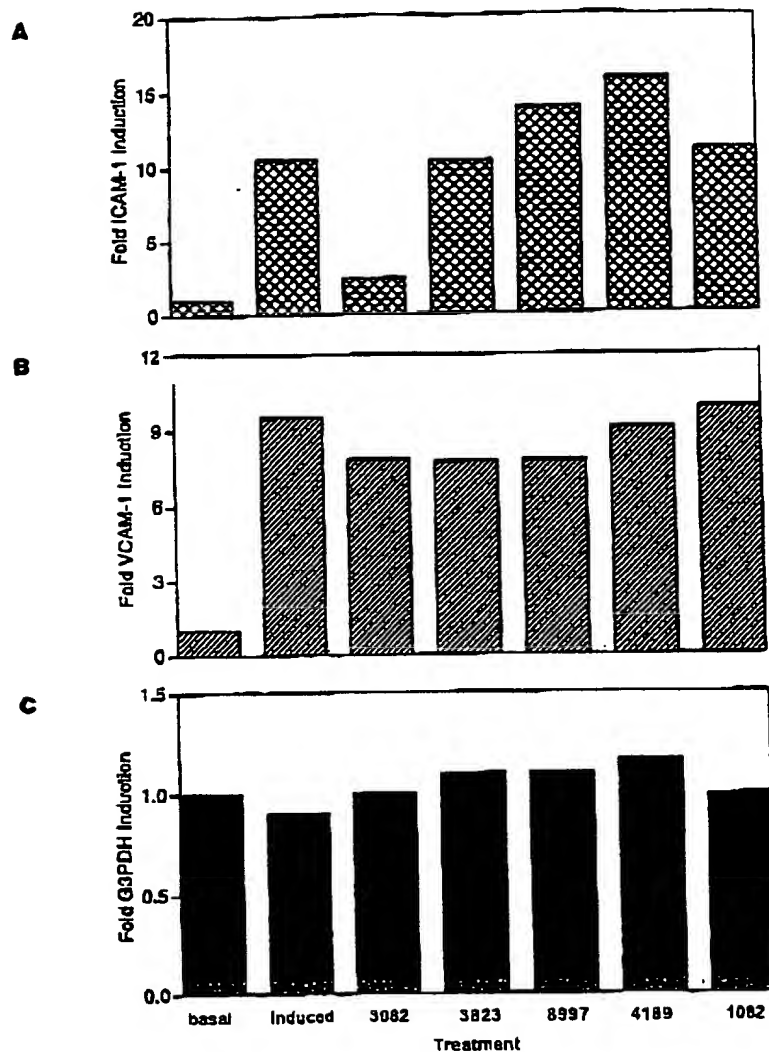 A
Fold ICAM-1 Induction
20
15
10
5
0
B
Fold VCAM-1 Induction
12
9
6
3
0
C
Fold G3PDH Induction
1.5
1.0
0.5
0.0
basal Induced 3082 3823 8997 4189 1082
Treatment